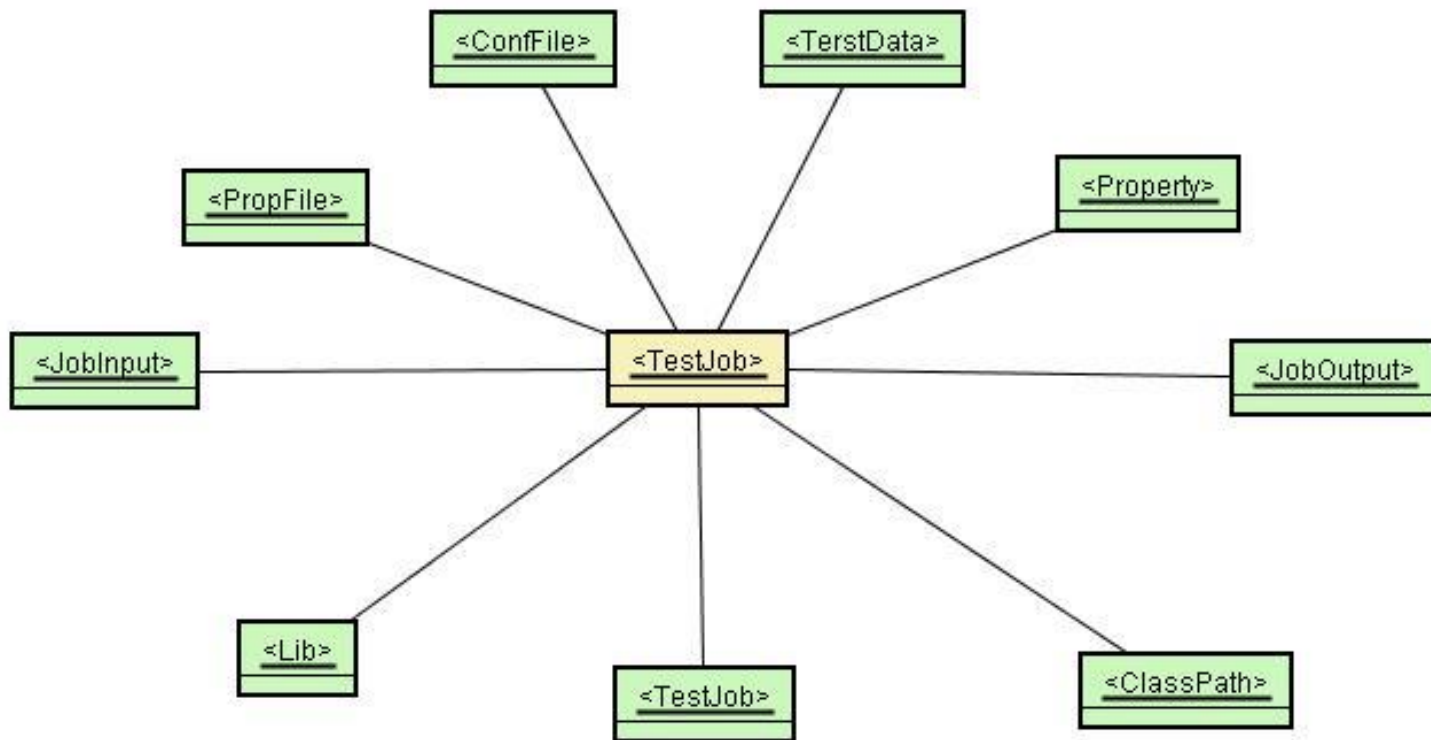 <ConfFile>
<TerstData>
<PropFile>
<Property>
<JobInput>
<TestJob>
<JobOutput>
<Lib>
<TestJob>
<ClassPath>